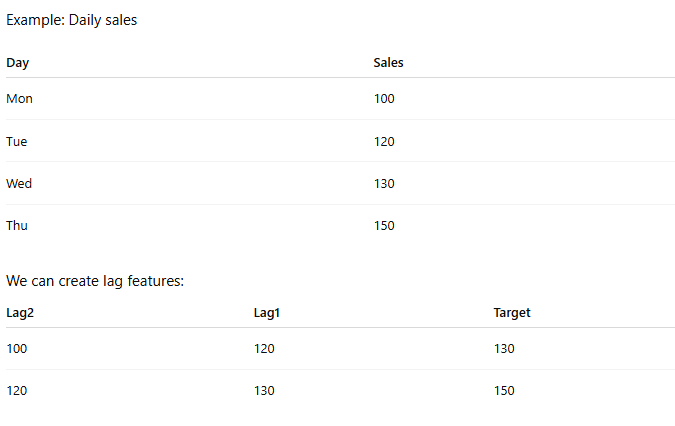 Example: Daily sales
Day Sales
Mon 100
Tue 120
Wed 130
Thu 150
We can create lag features:
Lag2 Lag1 Target
100 120 130
120 130 150